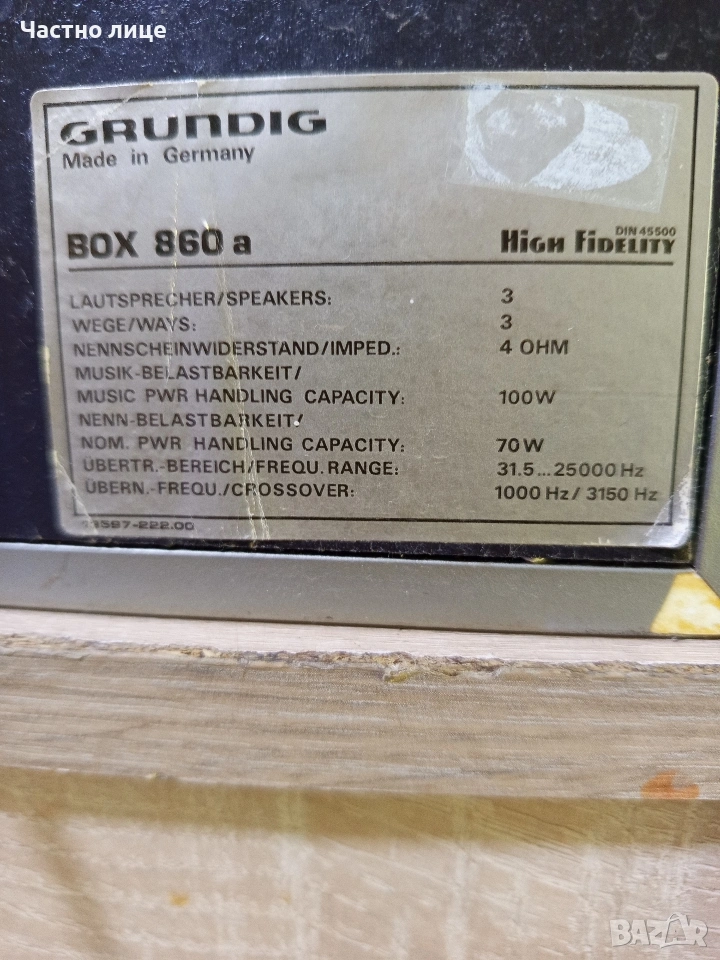 Частно лице
GRUNDIG
Made in Germany
BOX 860 a
DIN 45500
HIGH FIDELITY
LAUTSPRECHER/SPEAKERS: 3
WEGE/WAYS: 3
NENNSCHEINWIDERSTAND/IMPED.: 4 OHM
MUSIK-BELASTBARKEIT/
MUSIC PWR HANDLING CAPACITY: 100W
NENN-BELASTBARKEIT/
NOM. PWR HANDLING CAPACITY: 70W
ÜBERTR.-BEREICH/FREQU. RANGE: 31.5...25000 Hz
ÜBERN.-FREQU./CROSSOVER: 1000 Hz/ 3150 Hz
BAZAR